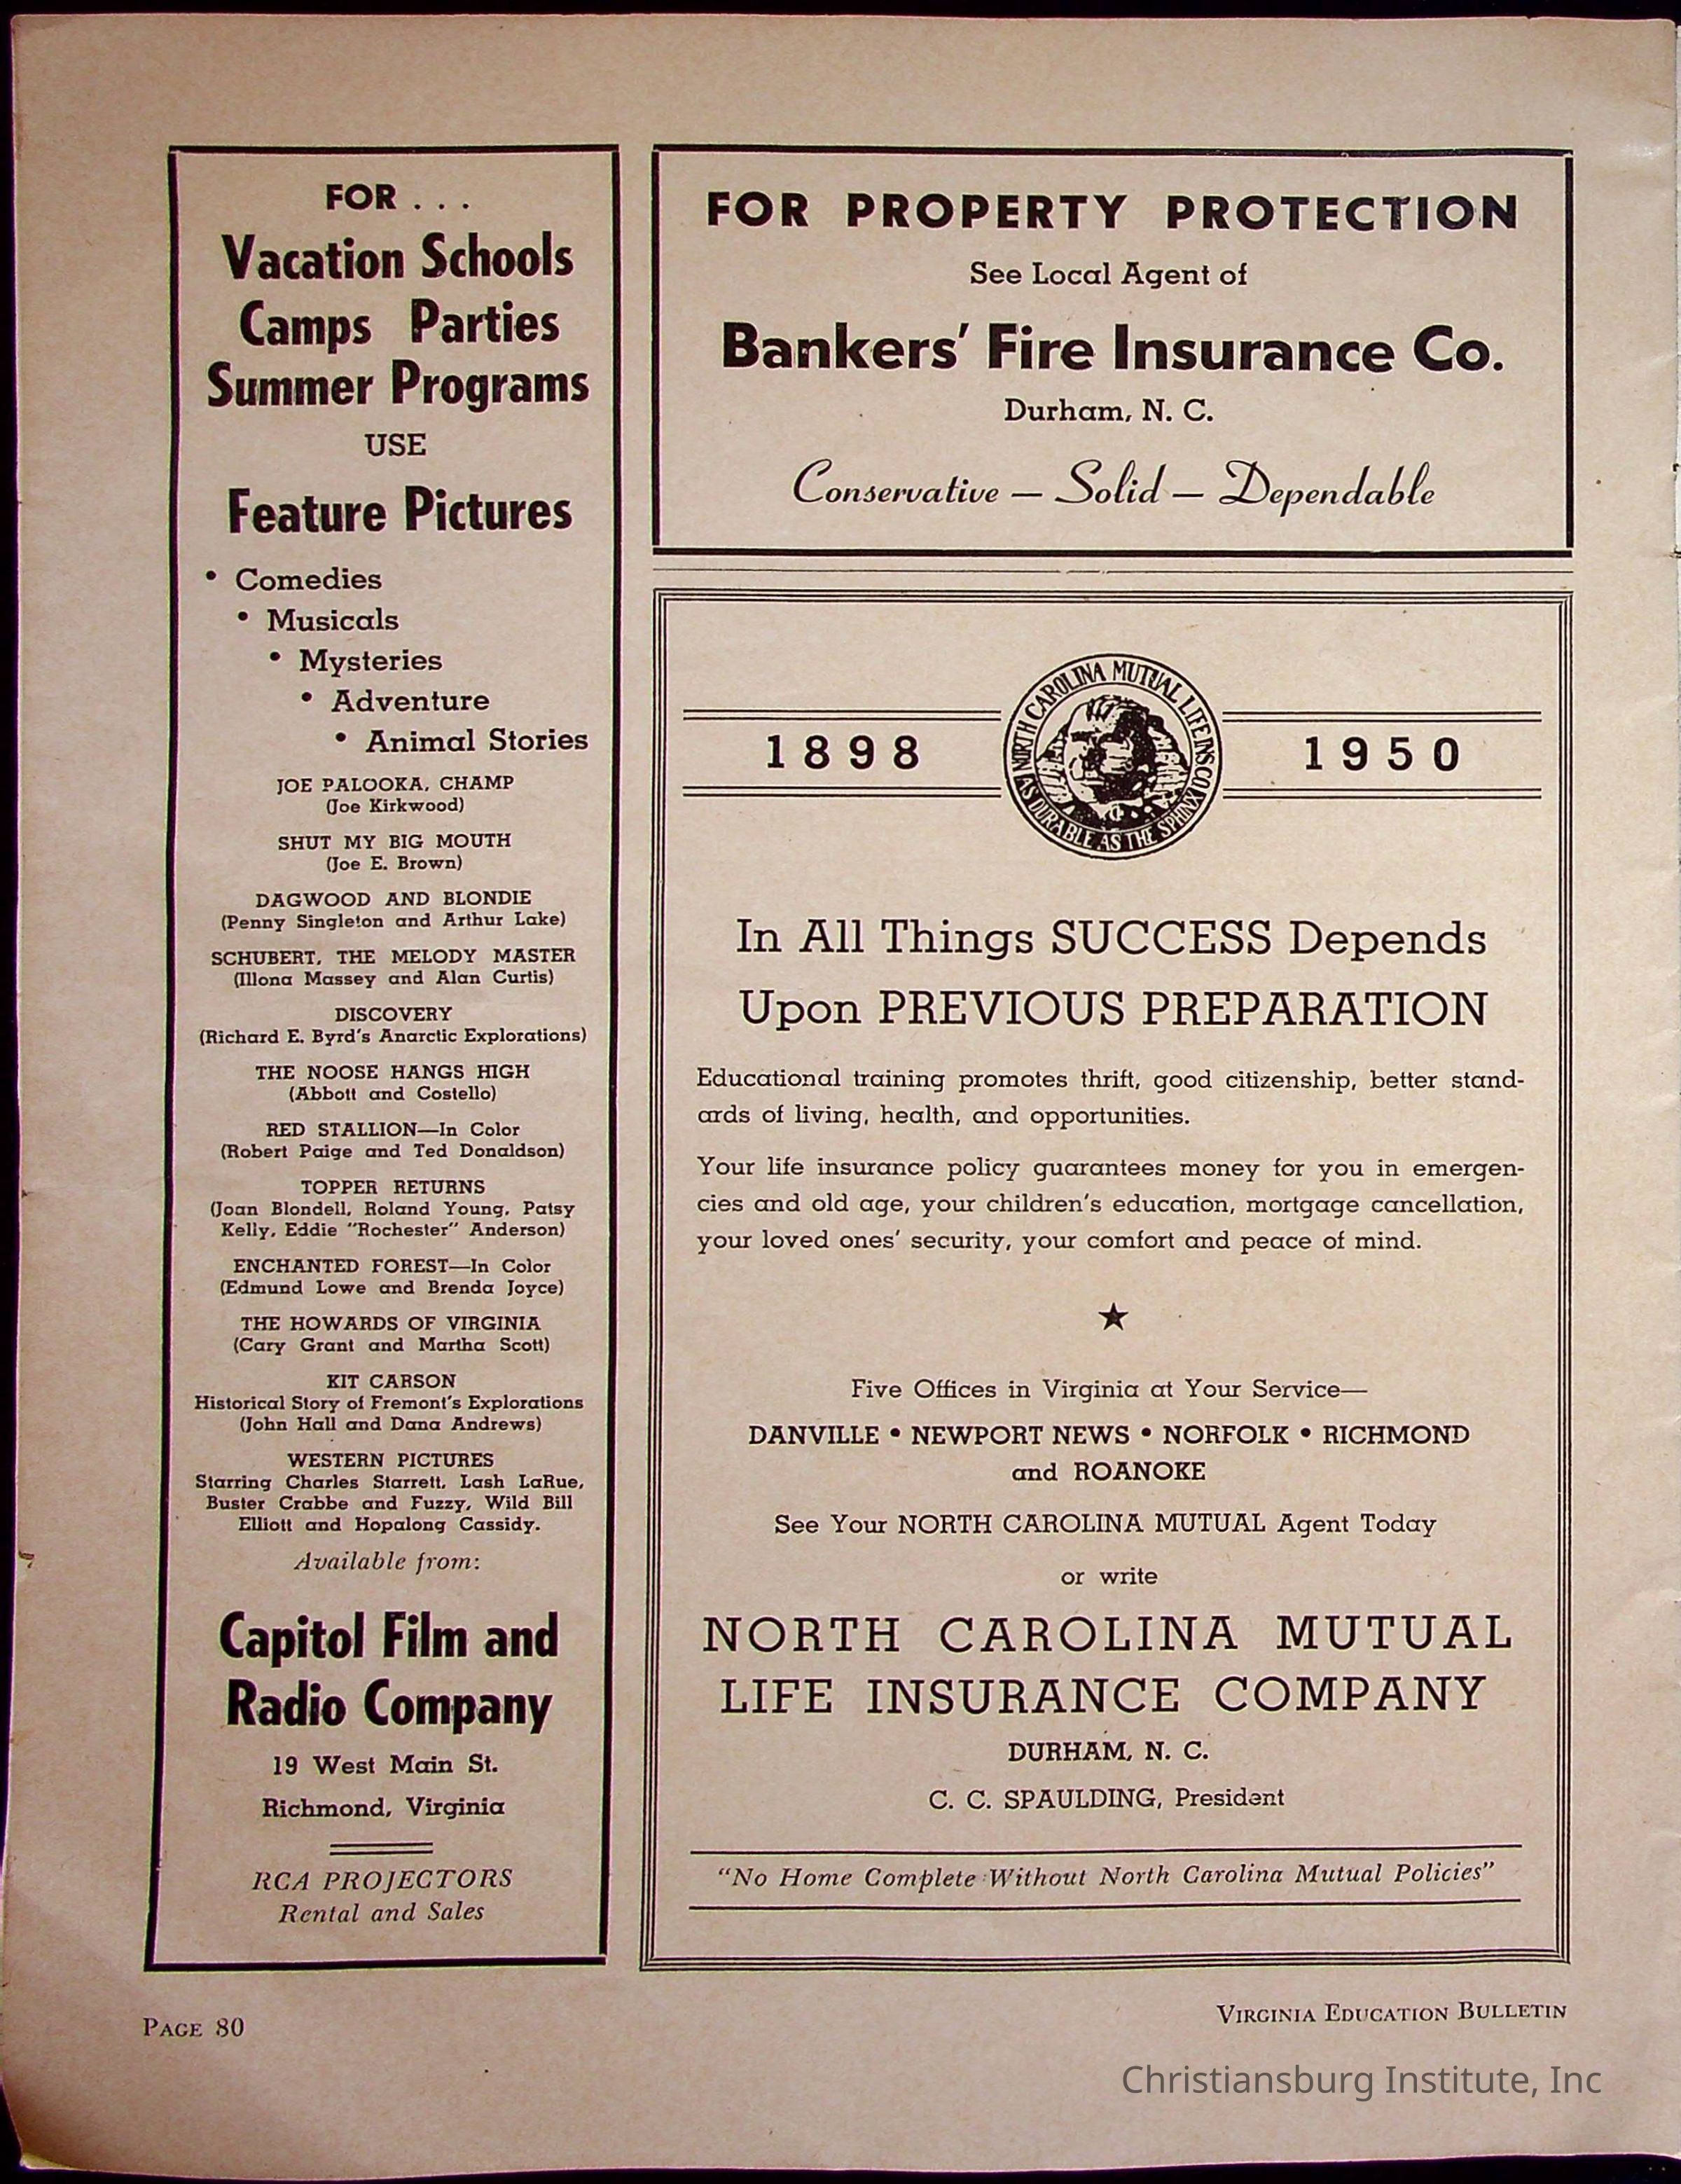 FOR . . .
Vacation Schools
Camps Parties
Summer Programs
USE
Feature Pictures
• Comedies
• Musicals
• Mysteries
• Adventure
• Animal Stories
JOE PALOOKA, CHAMP
(Joe Kirkwood)
SHUT MY BIG MOUTH
(Joe E. Brown)
DAGWOOD AND BLONDIE
(Penny Singleton and Arthur Lake)
SCHUBERT, THE MELODY MASTER
(Illona Massey and Alan Curtis)
DISCOVERY
(Richard E. Byrd's Anarctic Explorations)
THE NOOSE HANGS HIGH
(Abbott and Costello)
RED STALLION—In Color
(Robert Paige and Ted Donaldson)
TOPPER RETURNS
(Joan Blondell, Roland Young, Patsy
Kelly, Eddie "Rochester" Anderson)
ENCHANTED FOREST—In Color
(Edmund Lowe and Brenda Joyce)
THE HOWARDS OF VIRGINIA
(Cary Grant and Martha Scott)
KIT CARSON
Historical Story of Fremont's Explorations
(John Hall and Dana Andrews)
WESTERN PICTURES
Starring Charles Starrett, Lash LaRue,
Buster Crabbe and Fuzzy, Wild Bill
Elliott and Hopalong Cassidy.
Available from:
Capitol Film and
Radio Company
19 West Main St.
Richmond, Virginia
RCA PROJECTORS
Rental and Sales
FOR PROPERTY PROTECTION
See Local Agent of
Bankers' Fire Insurance Co.
Durham, N. C.
Conservative — Solid — Dependable
1898
NORTH CAROLINA MUTUAL LIFE INS CO
AS DURABLE AS THE SPHINX
1950
In All Things SUCCESS Depends
Upon PREVIOUS PREPARATION
Educational training promotes thrift, good citizenship, better stand-
ards of living, health, and opportunities.
Your life insurance policy guarantees money for you in emergen-
cies and old age, your children's education, mortgage cancellation,
your loved ones' security, your comfort and peace of mind.
★
Five Offices in Virginia at Your Service—
DANVILLE • NEWPORT NEWS • NORFOLK • RICHMOND
and ROANOKE
See Your NORTH CAROLINA MUTUAL Agent Today
or write
NORTH CAROLINA MUTUAL
LIFE INSURANCE COMPANY
DURHAM, N. C.
C. C. SPAULDING, President
"No Home Complete Without North Carolina Mutual Policies"
PAGE 80
VIRGINIA EDUCATION BULLETIN
Christiansburg Institute, Inc